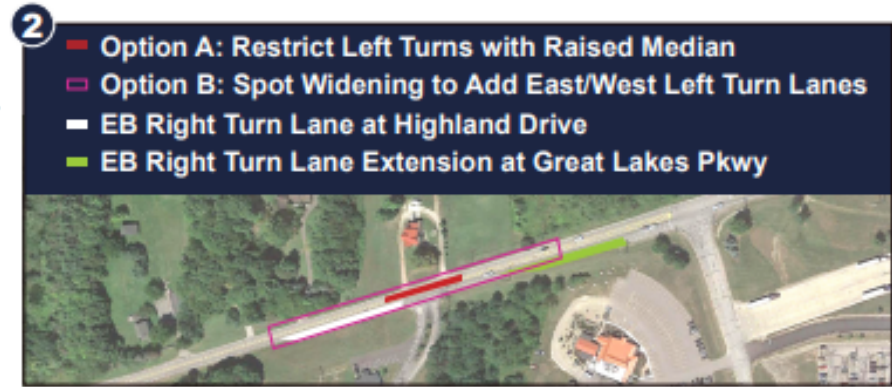 2
Option A: Restrict Left Turns with Raised Median
Option B: Spot Widening to Add East/West Left Turn Lanes
EB Right Turn Lane at Highland Drive
EB Right Turn Lane Extension at Great Lakes Pkwy